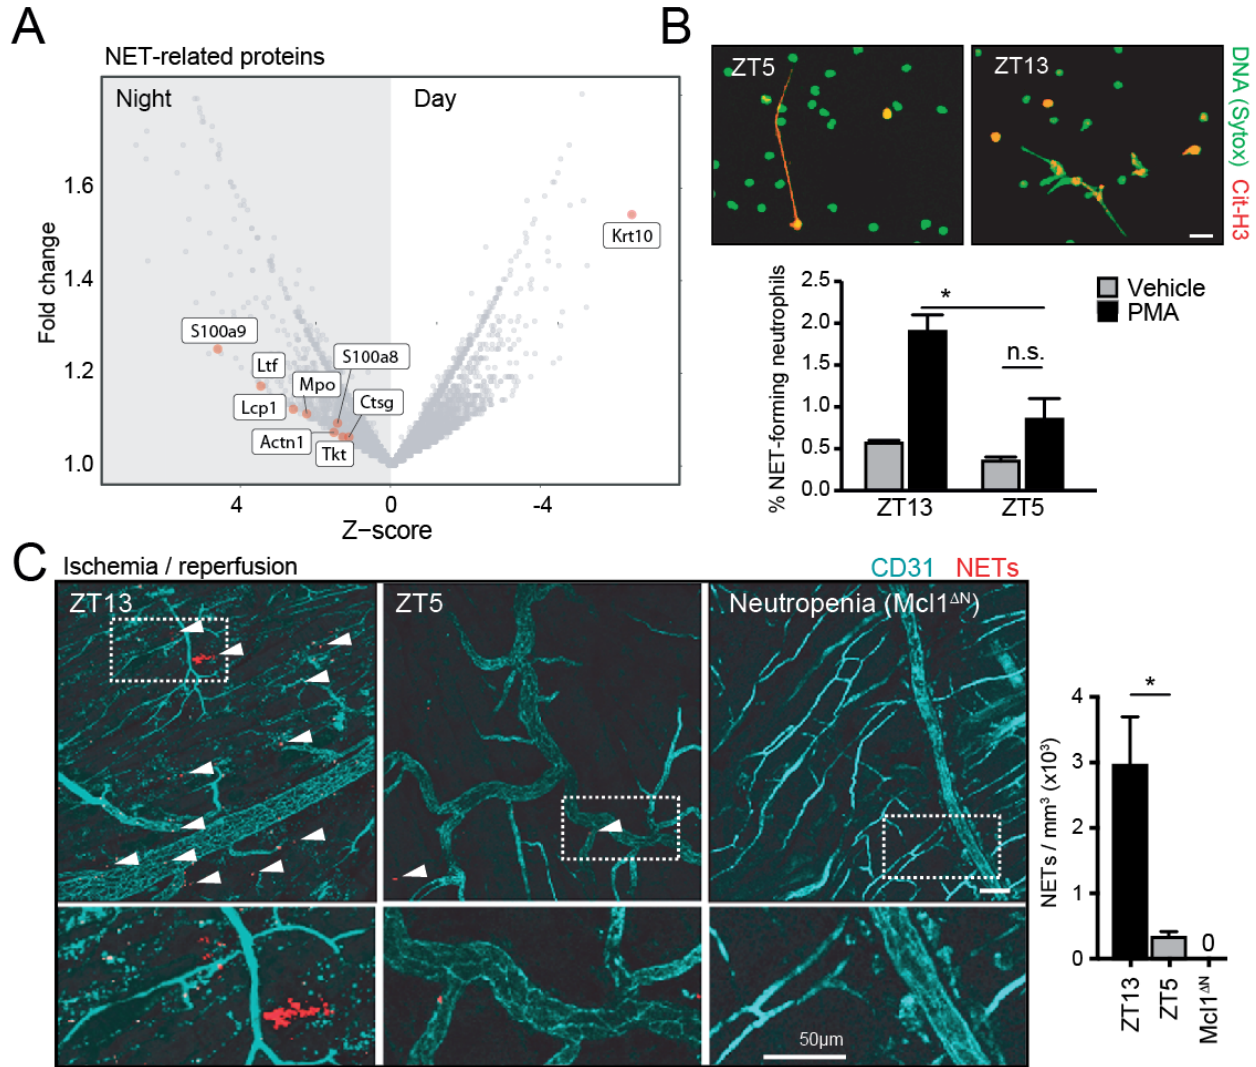 A
NET-related proteins
Night
Day
Fold change
1.6
1.4
1.2
1.0
Krt10
S100a9
S100a8
Ltf
Mpo
Ctsg
Lcp1
Actn1
Tkt
4
0
-4
Z−score
B
ZT5
ZT13
DNA (Sytox) Cit-H3
% NET-forming neutrophils
2.5
2.0
1.5
1.0
0.5
0.0
*
n.s.
Vehicle
PMA
ZT13
ZT5
C
Ischemia / reperfusion
CD31 NETs
ZT13
ZT5
Neutropenia (Mcl1ᐃᴺ)
50µm
NETs / mm³ (x10³)
4
3
2
1
0
*
0
ZT13
ZT5
Mcl1ᐃᴺ